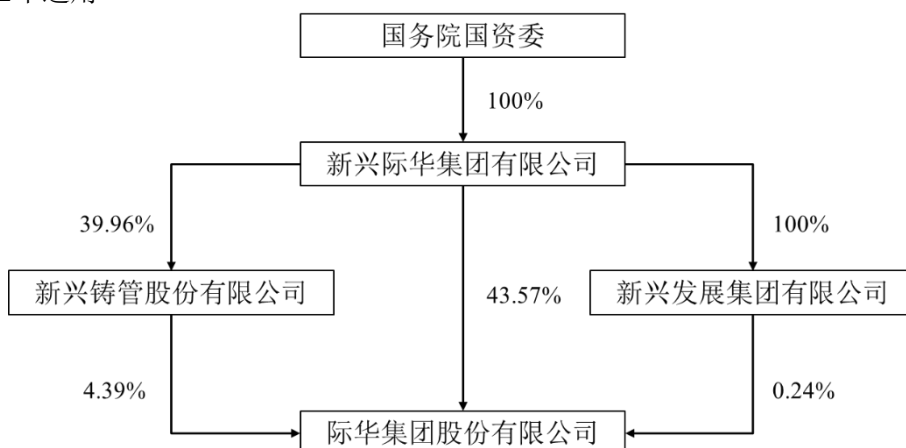 国务院国资委
100%
新兴际华集团有限公司
39.96%
100%
新兴铸管股份有限公司
43.57%
新兴发展集团有限公司
4.39%
0.24%
际华集团股份有限公司